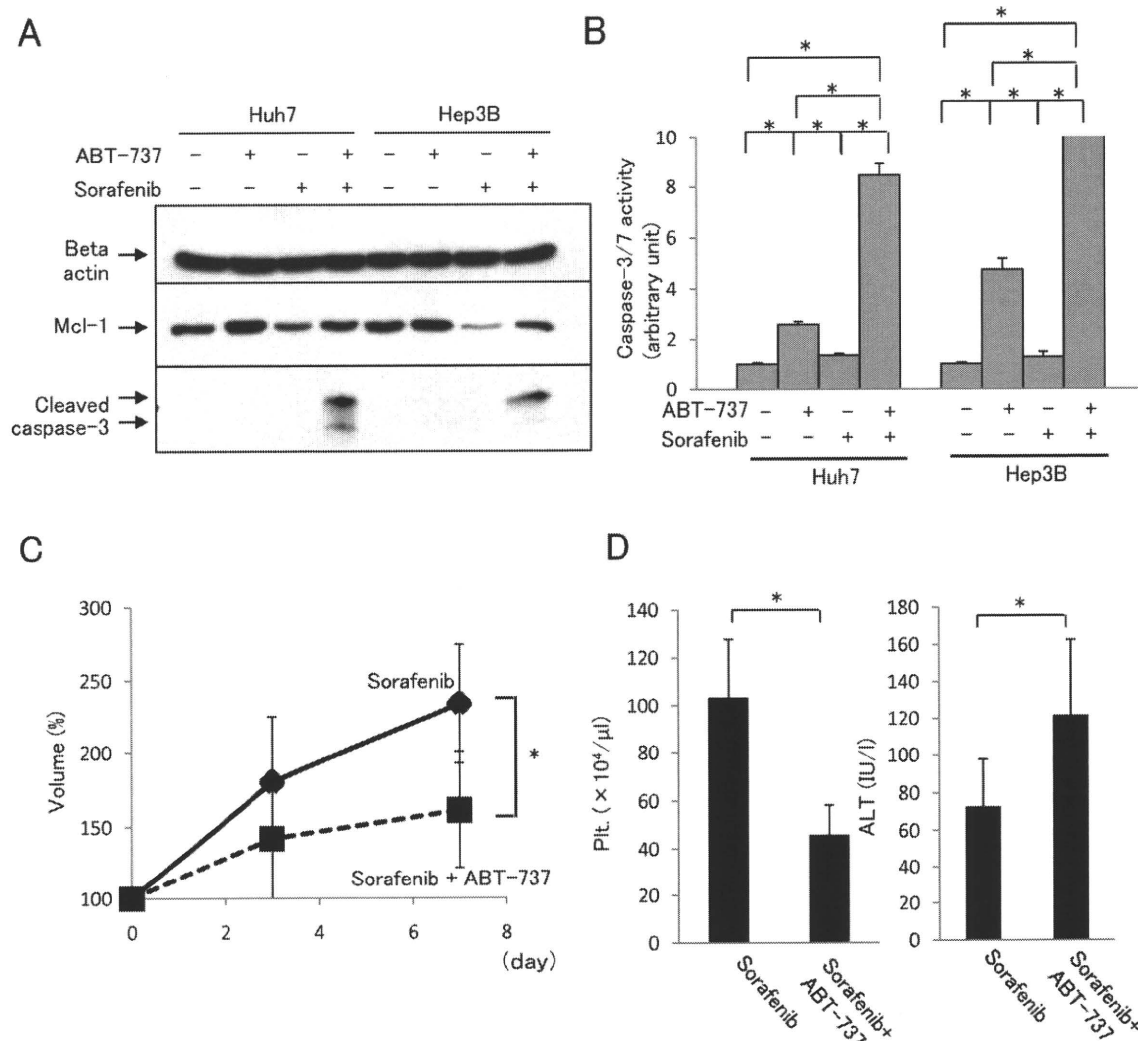 A
Huh7 Hep3B
ABT-737 − + − + − + − +
Sorafenib − − + + − − + +
Beta
actin
Mcl-1
Cleaved
caspase-3
B
* *
* *
* * * * * *
Caspase-3/7 activity
(arbitrary unit)
10
8
6
4
2
0
ABT-737 − + − + − + − +
Sorafenib − − + + − − + +
Huh7 Hep3B
C
Volume (%)
300
250
200
150
100
Sorafenib
*
Sorafenib + ABT-737
0 2 4 6 8
(day)
D
*
Plt. (×10⁴/μl)
140
120
100
80
60
40
20
0
Sorafenib
Sorafenib+
ABT-737
*
ALT (IU/l)
180
160
140
120
100
80
60
40
20
0
Sorafenib
Sorafenib+
ABT-737